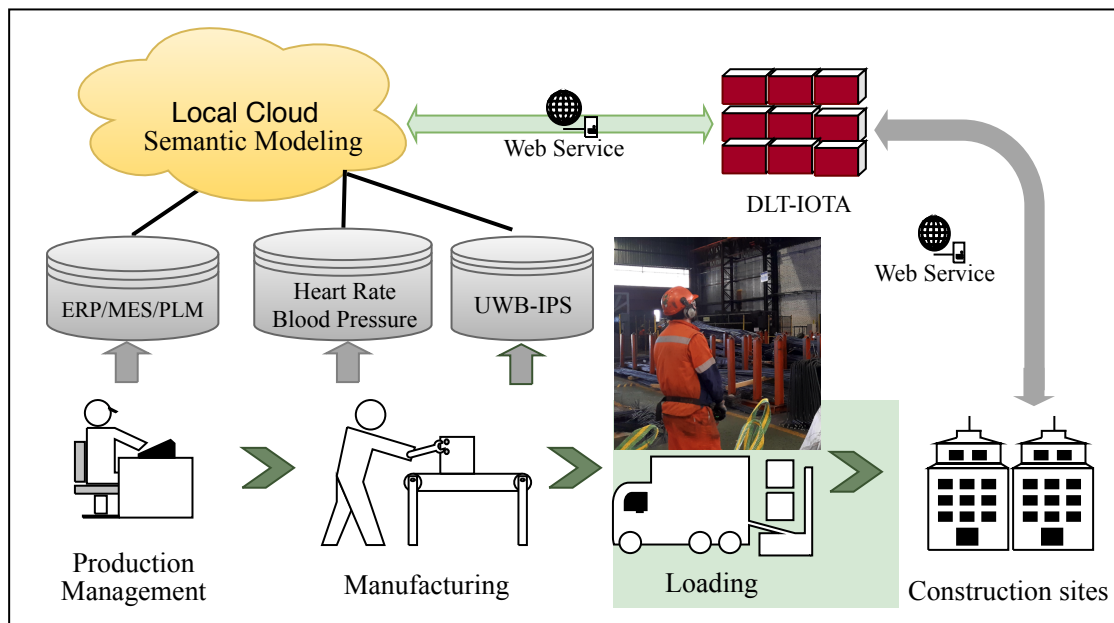 Local Cloud
Semantic Modeling
Web Service
DLT-IOTA
Web Service
ERP/MES/PLM
Heart Rate
Blood Pressure
UWB-IPS
Production
Management
Manufacturing
Loading
Construction sites